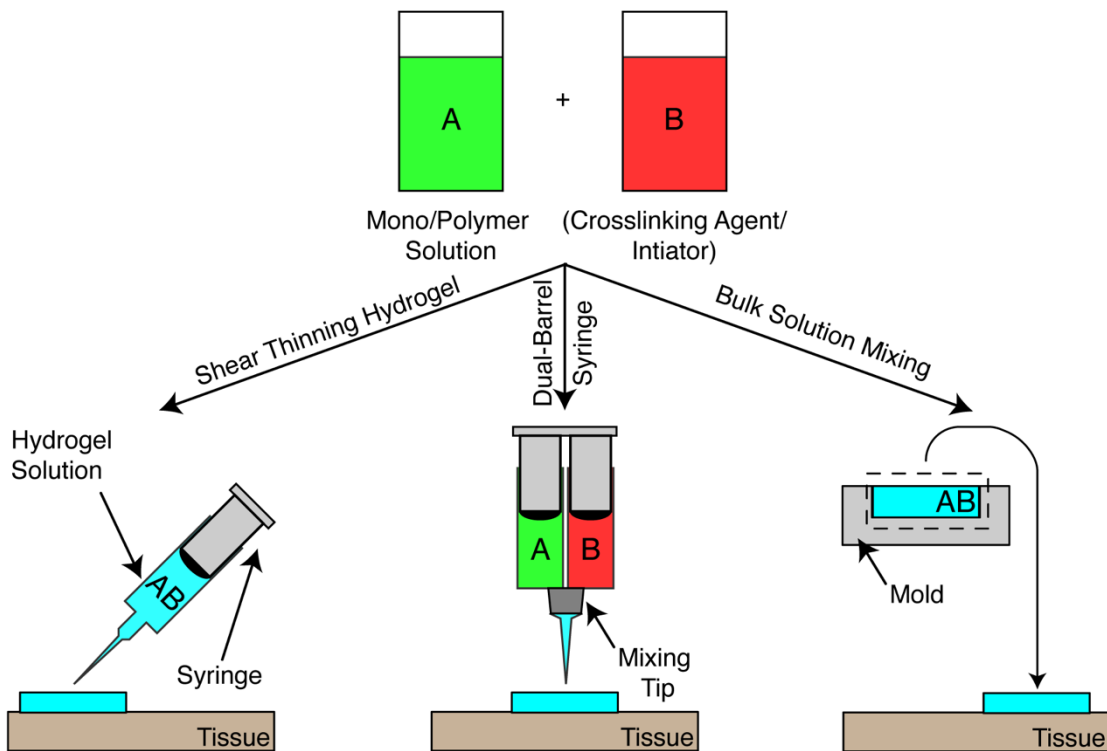 A
+
B
Mono/Polymer
Solution
(Crosslinking Agent/
Intiator)
Shear Thinning Hydrogel
Dual-Barrel
Syringe
Bulk Solution Mixing
Hydrogel
Solution
AB
Syringe
Tissue
A
B
Mixing
Tip
Tissue
AB
Mold
Tissue